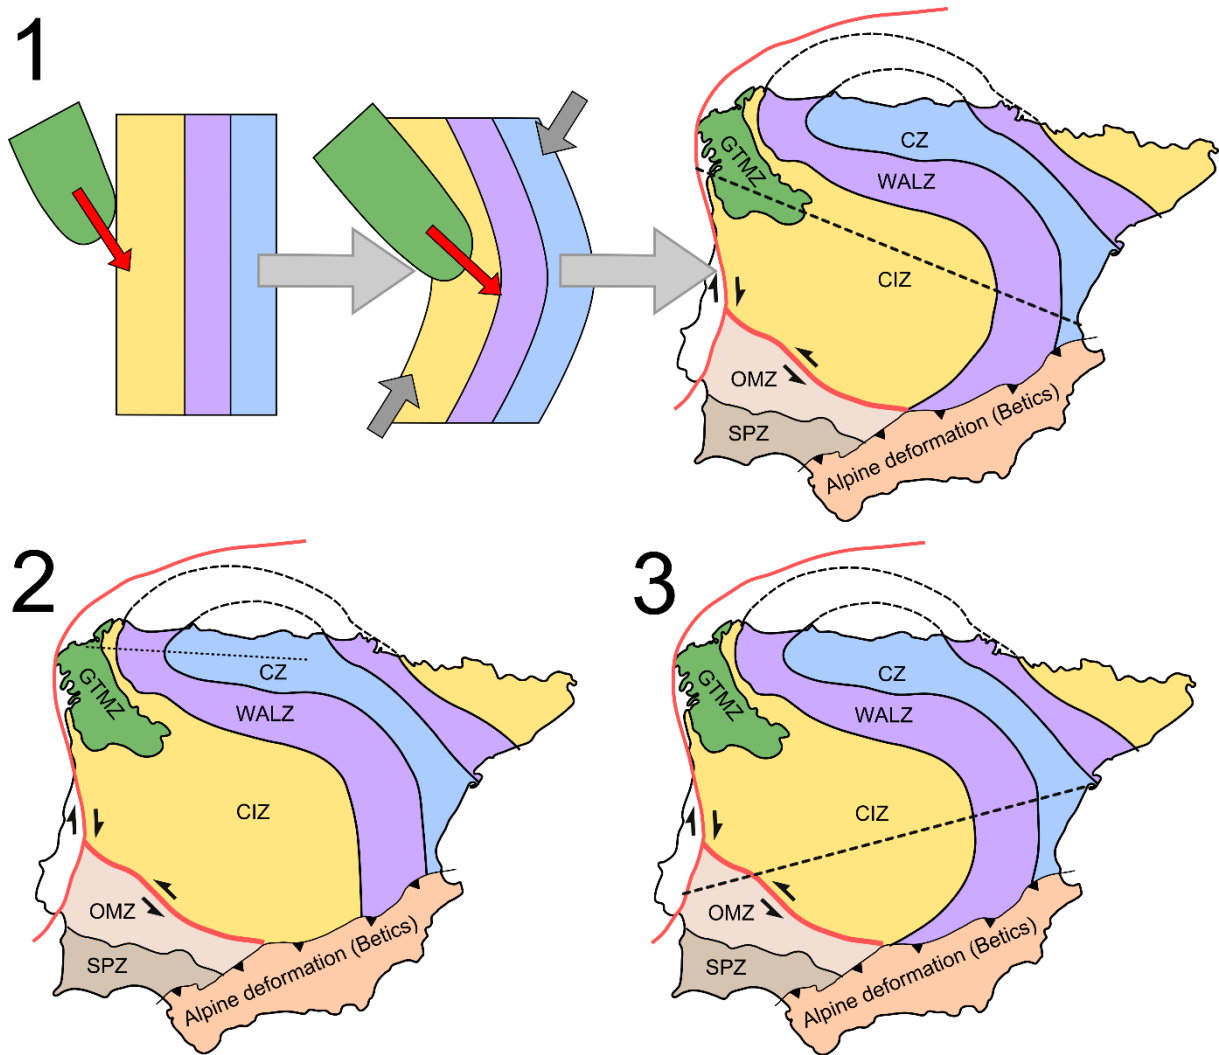 1
GTMZ
CZ
WALZ
CIZ
OMZ
SPZ
Alpine deformation (Betics)
2
GTMZ
CZ
WALZ
CIZ
OMZ
SPZ
Alpine deformation (Betics)
3
GTMZ
CZ
WALZ
CIZ
OMZ
SPZ
Alpine deformation (Betics)